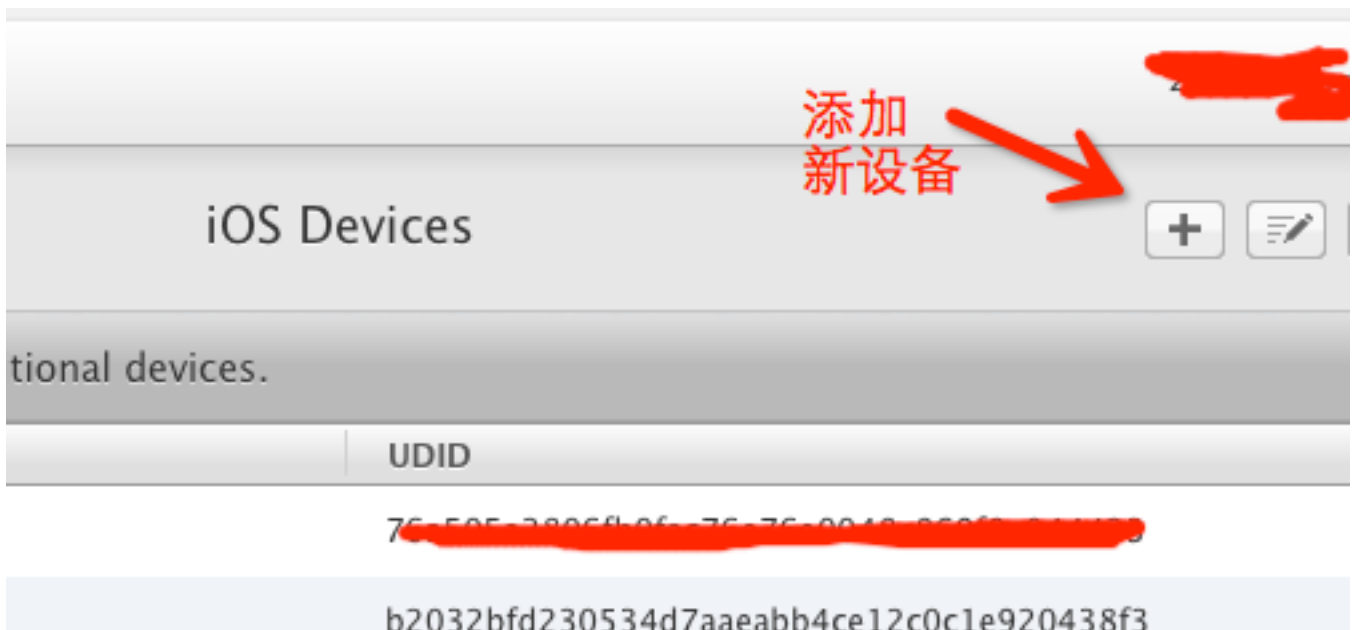 添加
新设备
iOS Devices
tional devices.
UDID
b2032bfd230534d7aaeabb4ce12c0c1e920438f3